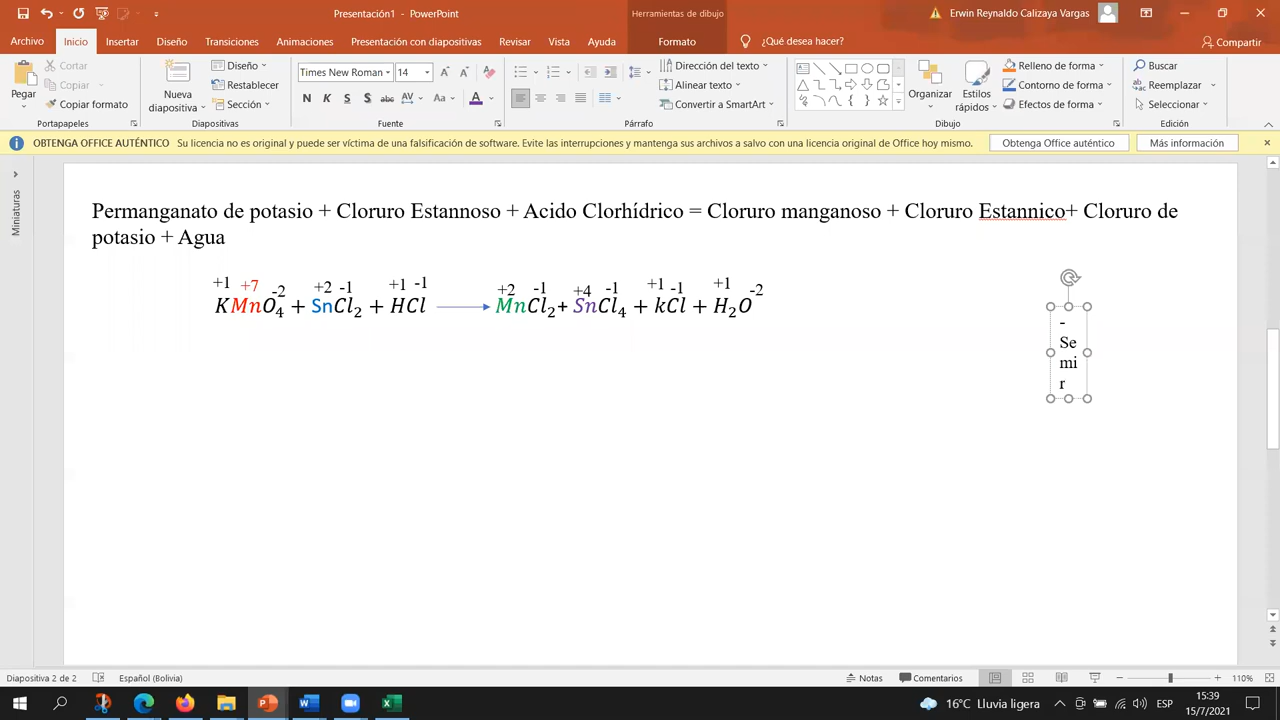 Presentación1 - PowerPoint
Herramientas de dibujo
Erwin Reynaldo Calizaya Vargas
Archivo Inicio Insertar Diseño Transiciones Animaciones Presentación con diapositivas Revisar Vista Ayuda Formato ¿Qué desea hacer? Compartir
Pegar
Cortar
Copiar
Copiar formato
Portapapeles
Nueva diapositiva
Diseño
Restablecer
Sección
Diapositivas
Times New Roman 14
N K S S abc AV Aa A
Fuente
Dirección del texto
Alinear texto
Convertir a SmartArt
Párrafo
Organizar
Estilos rápidos
Relleno de forma
Contorno de forma
Efectos de forma
Dibujo
Buscar
Reemplazar
Seleccionar
Edición
OBTENGA OFFICE AUTÉNTICO Su licencia no es original y puede ser víctima de una falsificación de software. Evite las interrupciones y mantenga sus archivos a salvo con una licencia original de Office hoy mismo. Obtenga Office auténtico Más información
Miniaturas
Permanganato de potasio + Cloruro Estannoso + Acido Clorhídrico = Cloruro manganoso + Cloruro Estannico+ Cloruro de
potasio + Agua
+1 +7 -2 +2 -1 +1 -1 +2 -1 +4 -1 +1 -1 +1 -2
KMnO₄ + SnCl₂ + HCl ⟶ MnCl₂+ SnCl₄ + kCl + H₂O
-
Se
mi
r
Diapositiva 2 de 2 Español (Bolivia) Notas Comentarios 110%
16°C Lluvia ligera ESP 15:39
15/7/2021